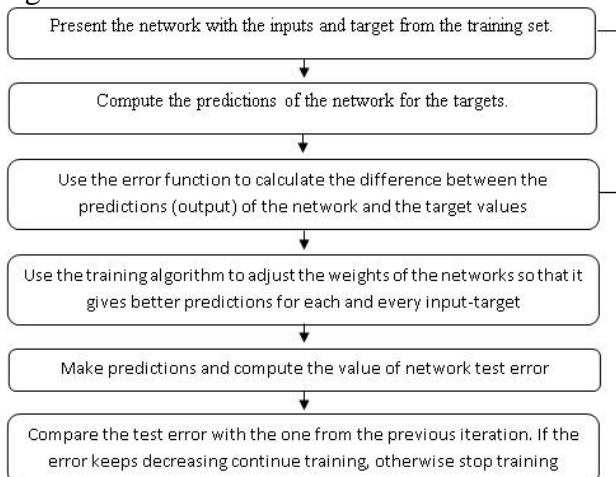 Present the network with the inputs and target from the training set.
Compute the predictions of the network for the targets.
Use the error function to calculate the difference between the
predictions (output) of the network and the target values
Use the training algorithm to adjust the weights of the networks so that it
gives better predictions for each and every input-target
Make predictions and compute the value of network test error
Compare the test error with the one from the previous iteration. If the
error keeps decreasing continue training, otherwise stop training